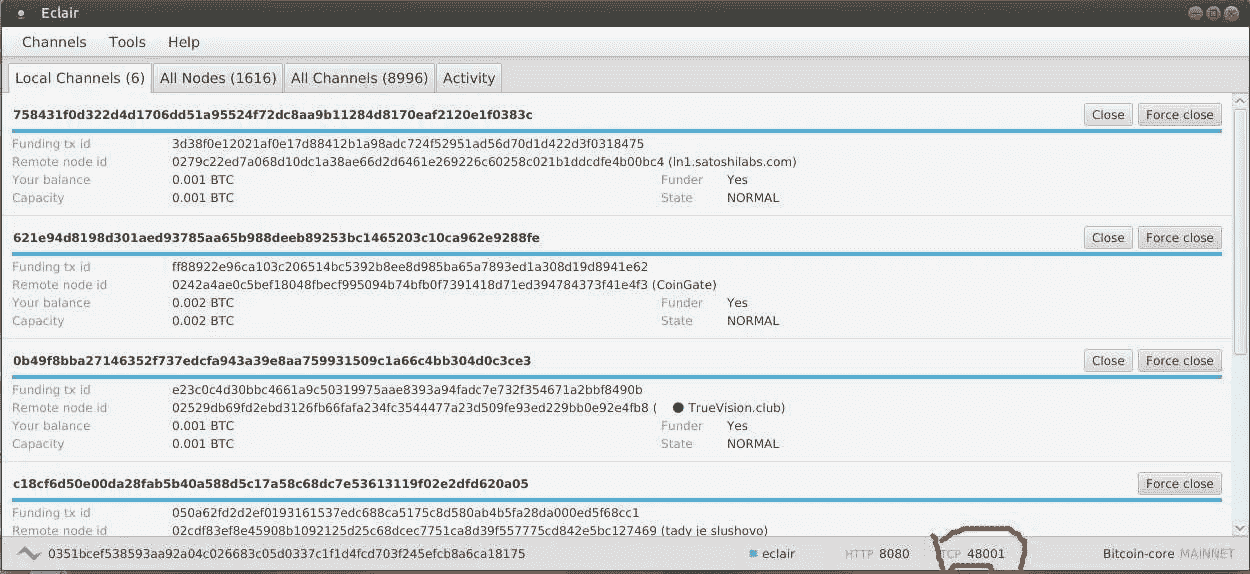 Eclair
Channels Tools Help
Local Channels (6) All Nodes (1616) All Channels (8996) Activity
758431f0d322d4d1706dd51a95524f72dc8aa9b11284d8170eaf2120e1f0383c Close Force close
Funding tx id 3d38f0e12021af0e17d88412b1a98adc724f52951ad56d70d1d422d3f0318475
Remote node id 0279c22ed7a068d10dc1a38ae66d2d6461e269226c60258c021b1ddcdfe4b00bc4 (ln1.satoshilabs.com)
Your balance 0.001 BTC Funder Yes
Capacity 0.001 BTC State NORMAL
621e94d8198d301aed93785aa65b988deeb89253bc1465203c10ca962e9288fe Close Force close
Funding tx id ff88922e96ca103c206514bc5392b8ee8d985ba65a7893ed1a308d19d8941e62
Remote node id 0242a4ae0c5bef18048fbecf995094b74bfb0f7391418d71ed394784373f41e4f3 (CoinGate)
Your balance 0.002 BTC Funder Yes
Capacity 0.002 BTC State NORMAL
0b49f8bba27146352f737edcfa943a39e8aa759931509c1a66c4bb304d0c3ce3 Close Force close
Funding tx id e23c0c4d30bbc4661a9c50319975aae8393a94fadc7e732f354671a2bbf8490b
Remote node id 02529db69fd2ebd3126fb66fafa234fc3544477a23d509fe93ed229bb0e92e4fb8 ( ● TrueVision.club)
Your balance 0.001 BTC Funder Yes
Capacity 0.001 BTC State NORMAL
c18cf6d50e00da28fab5b40a588d5c17a58c68dc7e53613119f02e2dfd620a05 Force close
Funding tx id 050a62fd2d2ef0193161537edc688ca5175c8d580ab4b5fa28da000ed5f68cc1
Remote node id 02cdf83ef8e45908b1092125d25c68dcec7751ca8d39f557775cd842e5bc127469 (tady je slushovo)
0351bcef538593aa92a04c026683c05d0337c1f1d4fcd703f245efcb8a6ca18175 eclair HTTP 8080 TCP 48001 Bitcoin-core MAINNET